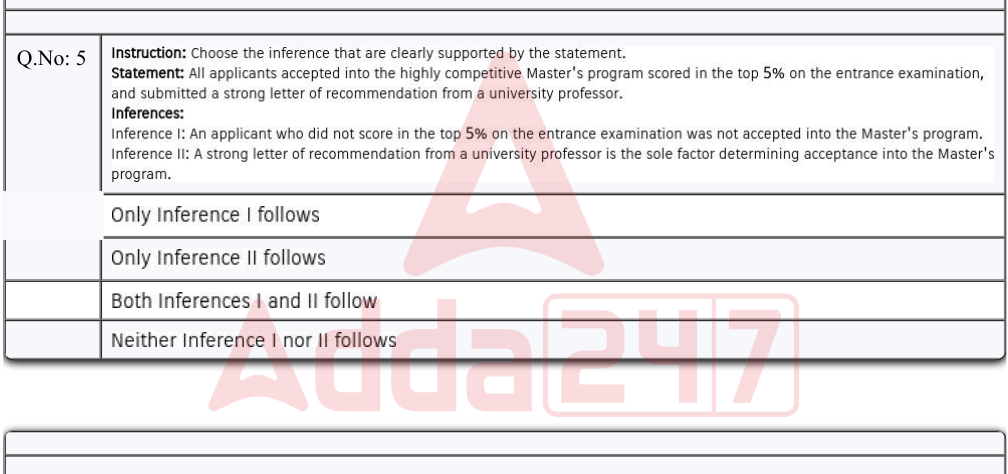 Q.No: 5
Instruction: Choose the inference that are clearly supported by the statement.
Statement: All applicants accepted into the highly competitive Master's program scored in the top 5% on the entrance examination,
and submitted a strong letter of recommendation from a university professor.
Inferences:
Inference I: An applicant who did not score in the top 5% on the entrance examination was not accepted into the Master's program.
Inference II: A strong letter of recommendation from a university professor is the sole factor determining acceptance into the Master's
program.
Only Inference I follows
Only Inference II follows
Both Inferences I and II follow
Neither Inference I nor II follows
Adda247